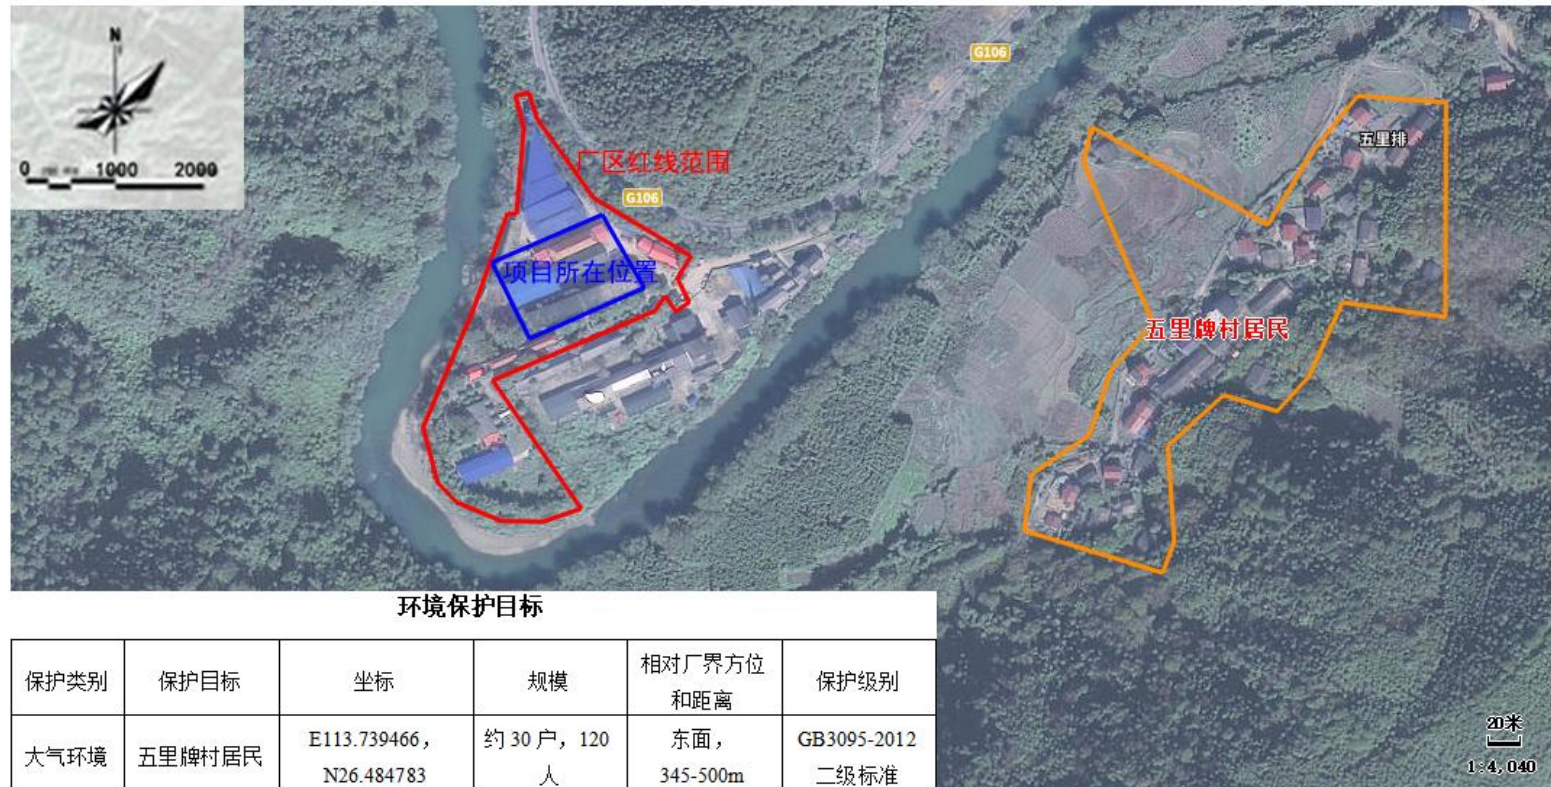 N
0 1000 2000
G106
五里排
厂区红线范围
G106
项目所在位置
五里牌村居民
环境保护目标
保护类别 保护目标 坐标 规模 相对厂界方位和距离 保护级别
大气环境 五里牌村居民 E113.739466， N26.484783 约 30 户，120 人 东面， 345-500m GB3095-2012 二级标准
20米
1:4,040